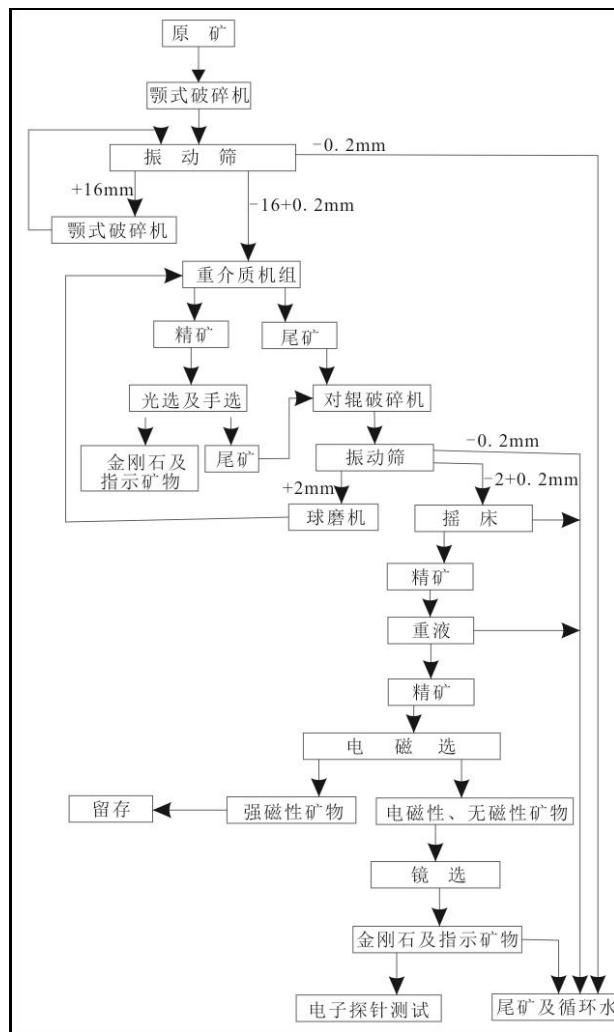 原 矿
颚式破碎机
-0.2mm
振 动 筛
+16mm
-16+0.2mm
颚式破碎机
重介质机组
精矿
尾矿
光选及手选
对辊破碎机
金刚石及
指示矿物
尾矿
-0.2mm
振动筛
+2mm
-2+0.2mm
球磨机
摇 床
精矿
重液
精矿
电 磁 选
留存
强磁性矿物
电磁性、无磁性矿物
镜 选
金刚石及指示矿物
电子探针测试
尾矿及循环水